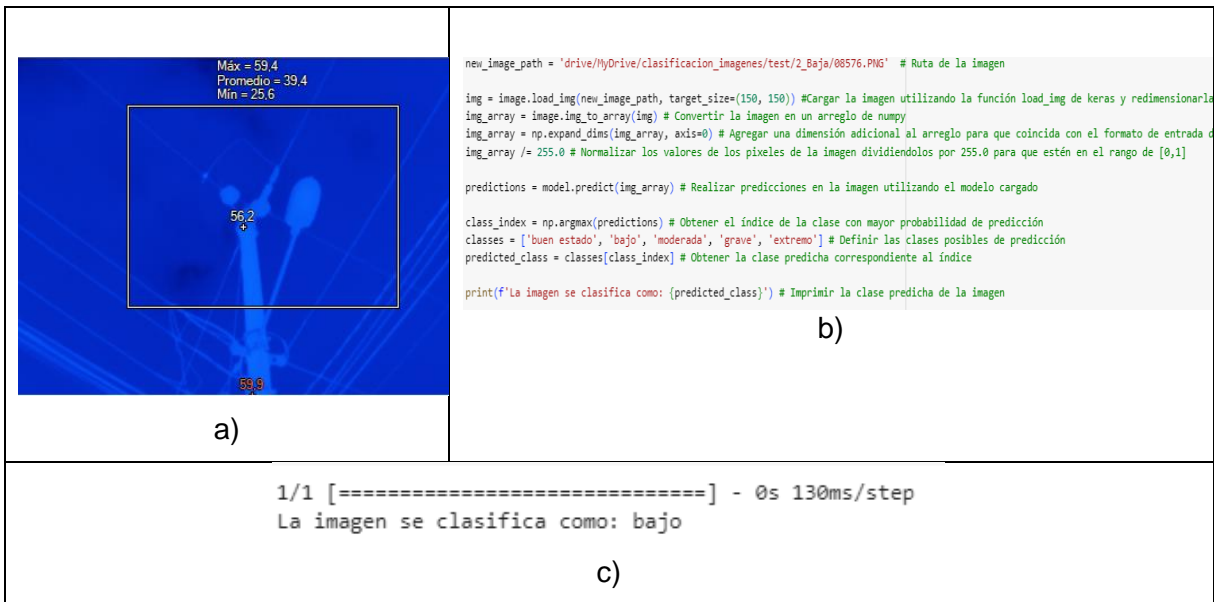 Máx = 59,4
Promedio = 39,4
Mín = 25,6
56,2
59,9
a)
new_image_path = 'drive/MyDrive/clasificacion_imagenes/test/2_Baja/08576.PNG' # Ruta de la imagen
img = image.load_img(new_image_path, target_size=(150, 150)) #Cargar la imagen utilizando la función load_img de keras y redimensionarla
img_array = image.img_to_array(img) # Convertir la imagen en un arreglo de numpy
img_array = np.expand_dims(img_array, axis=0) # Agregar una dimensión adicional al arreglo para que coincida con el formato de entrada d
img_array /= 255.0 # Normalizar los valores de los pixeles de la imagen dividiendolos por 255.0 para que estén en el rango de [0,1]
predictions = model.predict(img_array) # Realizar predicciones en la imagen utilizando el modelo cargado
class_index = np.argmax(predictions) # Obtener el índice de la clase con mayor probabilidad de predicción
classes = ['buen estado', 'bajo', 'moderada', 'grave', 'extremo'] # Definir las clases posibles de predicción
predicted_class = classes[class_index] # Obtener la clase predicha correspondiente al índice
print(f'La imagen se clasifica como: {predicted_class}') # Imprimir la clase predicha de la imagen
b)
1/1 [==============================] - 0s 130ms/step
La imagen se clasifica como: bajo
c)